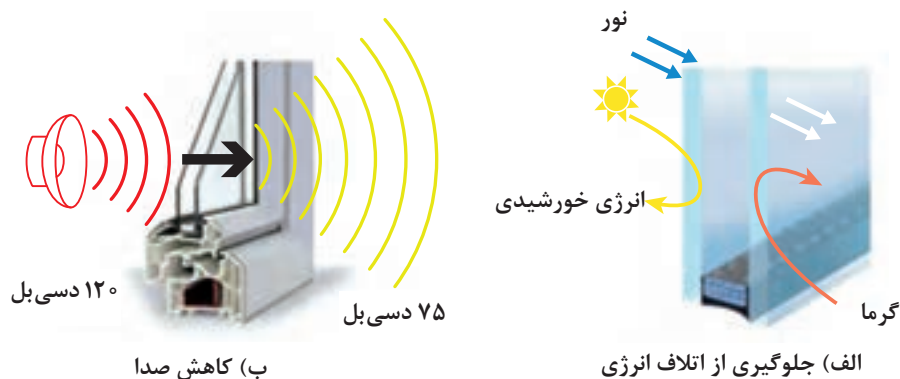 نور
انرژی خورشیدی
گرما
الف) جلوگیری از اتلاف انرژی
۱۲۰ دسی‌بل
۷۵ دسی‌بل
ب) کاهش صدا